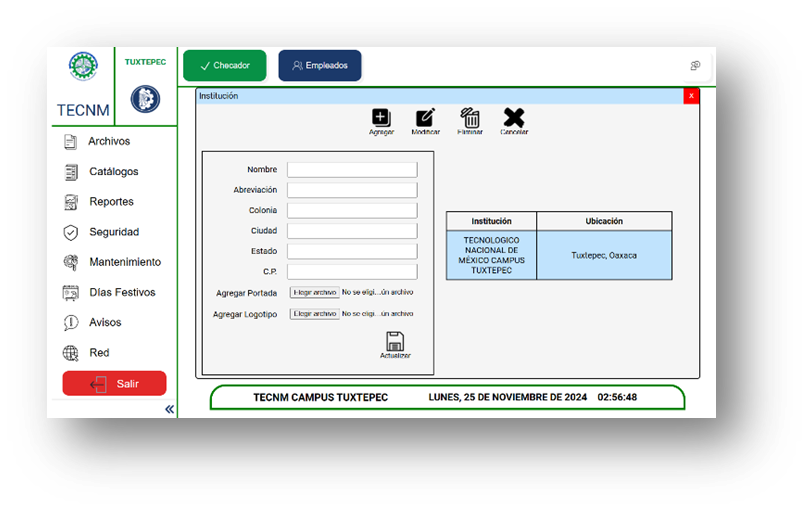 TUXTEPEC
TECNM
Checador
Empleados
Archivos
Catálogos
Reportes
Seguridad
Mantenimiento
Días Festivos
Avisos
Red
Salir
Institución
X
Agregar
Modificar
Eliminar
Cancelar
Nombre
Abreviación
Colonia
Ciudad
Estado
C.P.
Agregar Portada Elegir archivo No se eligi...ún archivo
Agregar Logotipo Elegir archivo No se eligi...ún archivo
Actualizar
Institución Ubicación
TECNOLOGICO
NACIONAL DE
MÉXICO CAMPUS
TUXTEPEC
Tuxtepec, Oaxaca
TECNM CAMPUS TUXTEPEC LUNES, 25 DE NOVIEMBRE DE 2024 02:56:48